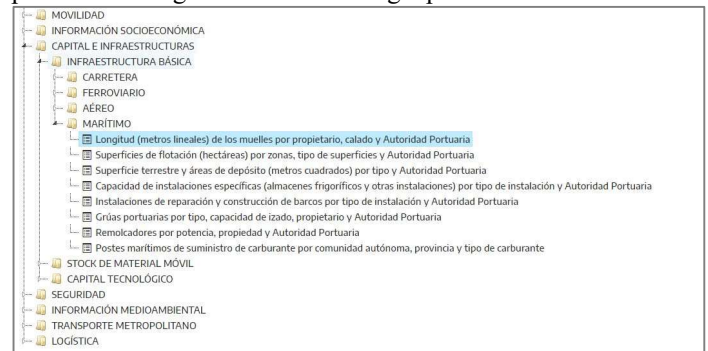 MOVILIDAD
INFORMACIÓN SOCIOECONÓMICA
CAPITAL E INFRAESTRUCTURAS
INFRAESTRUCTURA BÁSICA
CARRETERA
FERROVIARIO
AÉREO
MARÍTIMO
Longitud (metros lineales) de los muelles por propietario, calado y Autoridad Portuaria
Superficies de flotación (hectáreas) por zonas, tipo de superficies y Autoridad Portuaria
Superficie terrestre y áreas de depósito (metros cuadrados) por tipo y Autoridad Portuaria
Capacidad de instalaciones específicas (almacenes frigoríficos y otras instalaciones) por tipo de instalación y Autoridad Portuaria
Instalaciones de reparación y construcción de barcos por tipo de instalación y Autoridad Portuaria
Grúas portuarias por tipo, capacidad de izado, propietario y Autoridad Portuaria
Remolcadores por potencia, propiedad y Autoridad Portuaria
Postes marítimos de suministro de carburante por comunidad autónoma, provincia y tipo de carburante
STOCK DE MATERIAL MÓVIL
CAPITAL TECNOLÓGICO
SEGURIDAD
INFORMACIÓN MEDIOAMBIENTAL
TRANSPORTE METROPOLITANO
LOGÍSTICA